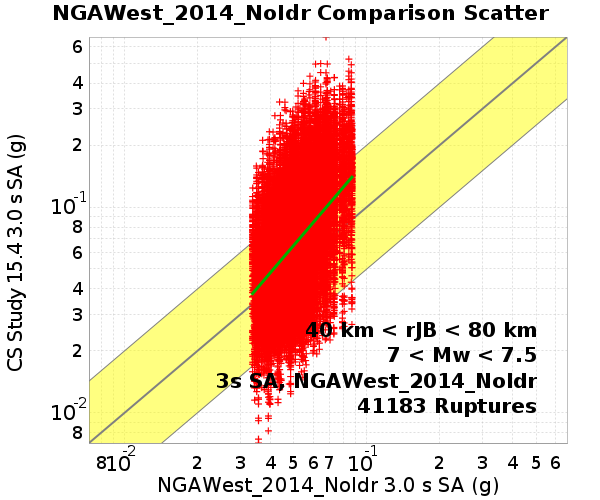 NGAWest_2014_NoIdr Comparison Scatter
CS Study 15.4 3.0 s SA (g)
6
4
3
2
10^-1
8
6
4
3
2
10^-2
8
40 km < rJB < 80 km
7 < Mw < 7.5
3s SA, NGAWest_2014_NoIdr
41183 Ruptures
8 10^-2 2 3 4 5 6 7 10^-1 2 3 4 5 6
NGAWest_2014_NoIdr 3.0 s SA (g)